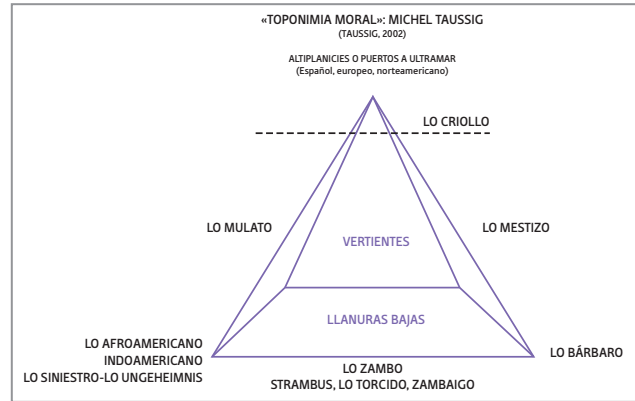 «TOPONIMIA MORAL»: MICHEL TAUSSIG
(TAUSSIG, 2002)
ALTIPLANICIES O PUERTOS A ULTRAMAR
(Español, europeo, norteamericano)
LO CRIOLLO
LO MULATO
LO MESTIZO
VERTIENTES
LLANURAS BAJAS
LO AFROAMERICANO
INDOAMERICANO
LO SINIESTRO-LO UNGEHEIMNIS
LO BÁRBARO
LO ZAMBO
STRAMBUS, LO TORCIDO, ZAMBAIGO